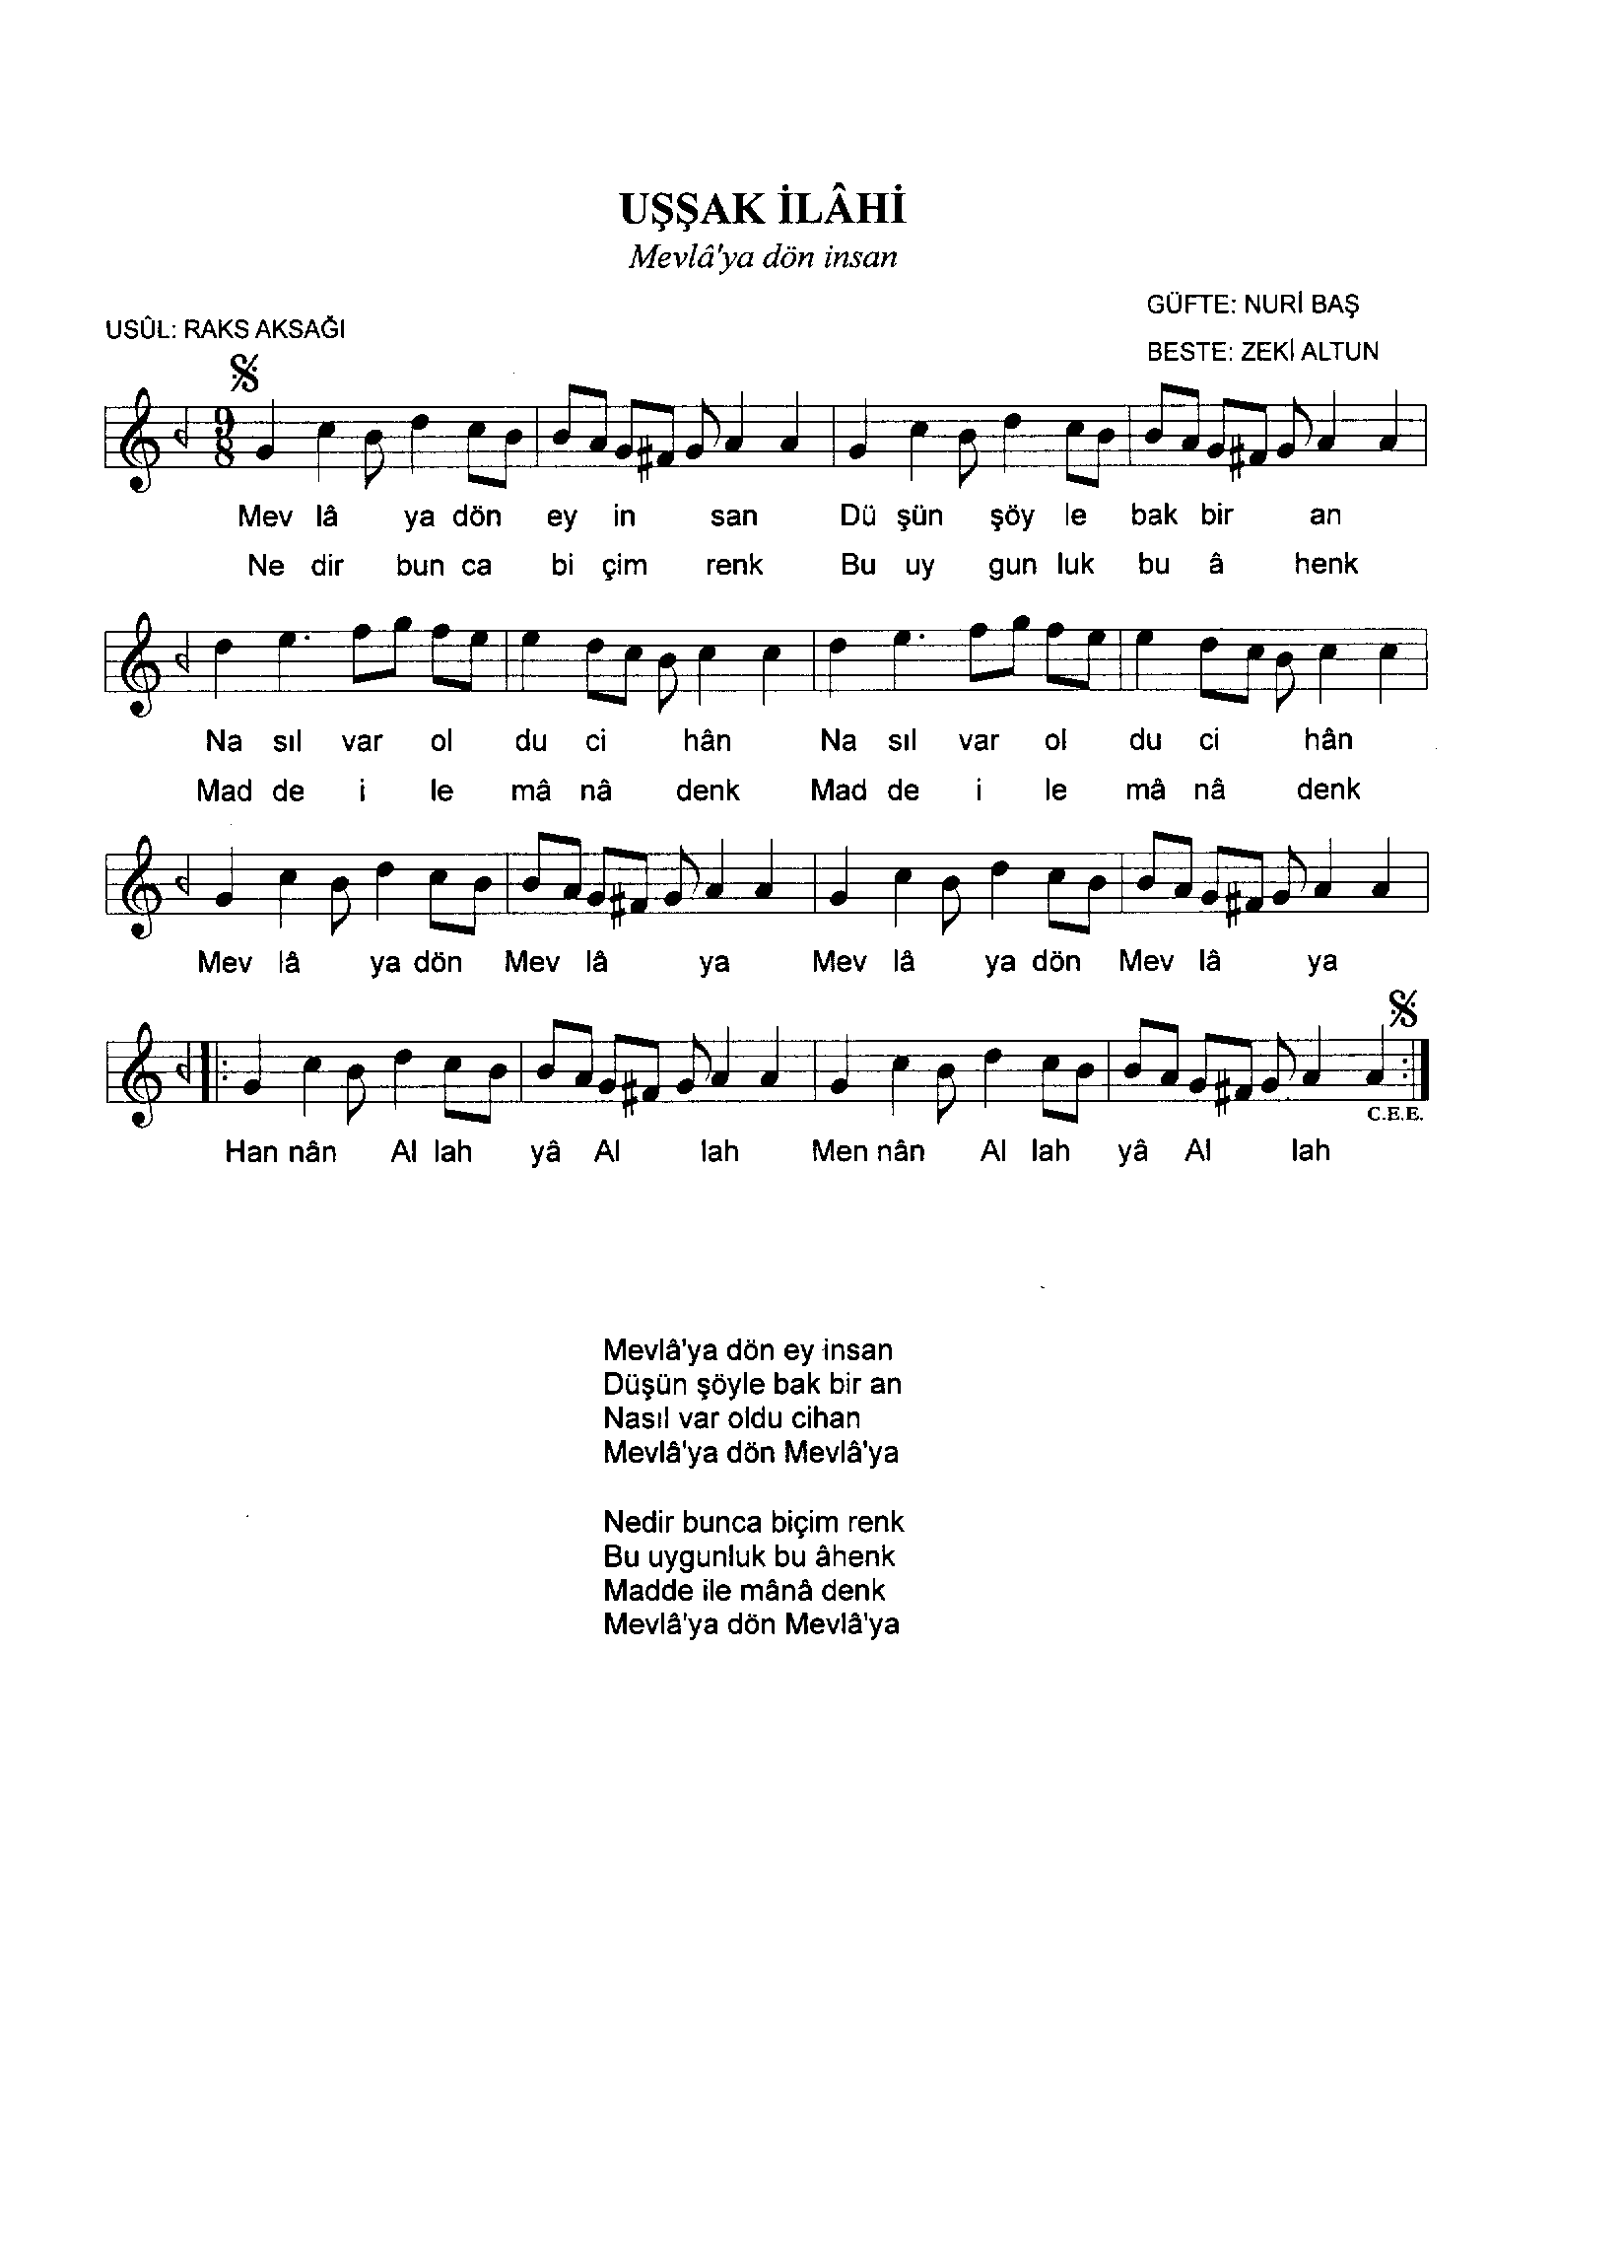 UŞŞAK İLÂHİ
Mevlâ'ya dön insan
GÜFTE: NURİ BAŞ
USÛL: RAKS AKSAĞI
BESTE: ZEKİ ALTUN
9
8
Mev lâ ya dön ey in san Dü şün şöy le bak bir an
Ne dir bun ca bi çim renk Bu uy gun luk bu â henk
Na sıl var ol du ci hân Na sıl var ol du ci hân
Mad de i le mâ nâ denk Mad de i le mâ nâ denk
Mev lâ ya dön Mev lâ ya Mev lâ ya dön Mev lâ ya
C.E.E.
Han nân Al lah yâ Al lah Men nân Al lah yâ Al lah
Mevlâ'ya dön ey insan
Düşün şöyle bak bir an
Nasıl var oldu cihan
Mevlâ'ya dön Mevlâ'ya
Nedir bunca biçim renk
Bu uygunluk bu âhenk
Madde ile mânâ denk
Mevlâ'ya dön Mevlâ'ya